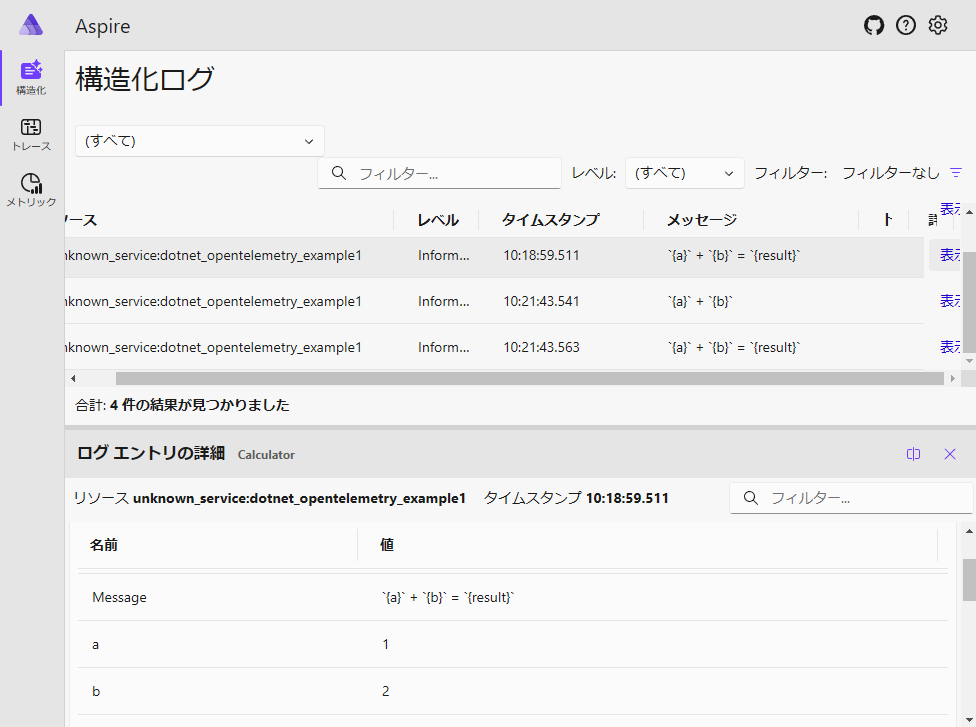 Aspire
構造化
トレース
メトリック
構造化ログ
(すべて)
フィルター... レベル: (すべて) フィルター: フィルターなし
ソース レベル タイムスタンプ メッセージ ト 詳 表示
unknown_service:dotnet_opentelemetry_example1 Inform... 10:18:59.511 `{a}` + `{b}` = `{result}` 表示
unknown_service:dotnet_opentelemetry_example1 Inform... 10:21:43.541 `{a}` + `{b}` 表示
unknown_service:dotnet_opentelemetry_example1 Inform... 10:21:43.563 `{a}` + `{b}` = `{result}` 表示
合計: 4 件の結果が見つかりました
ログ エントリの詳細 Calculator
リソース unknown_service:dotnet_opentelemetry_example1 タイムスタンプ 10:18:59.511 フィルター...
名前 値
Message `{a}` + `{b}` = `{result}`
a 1
b 2